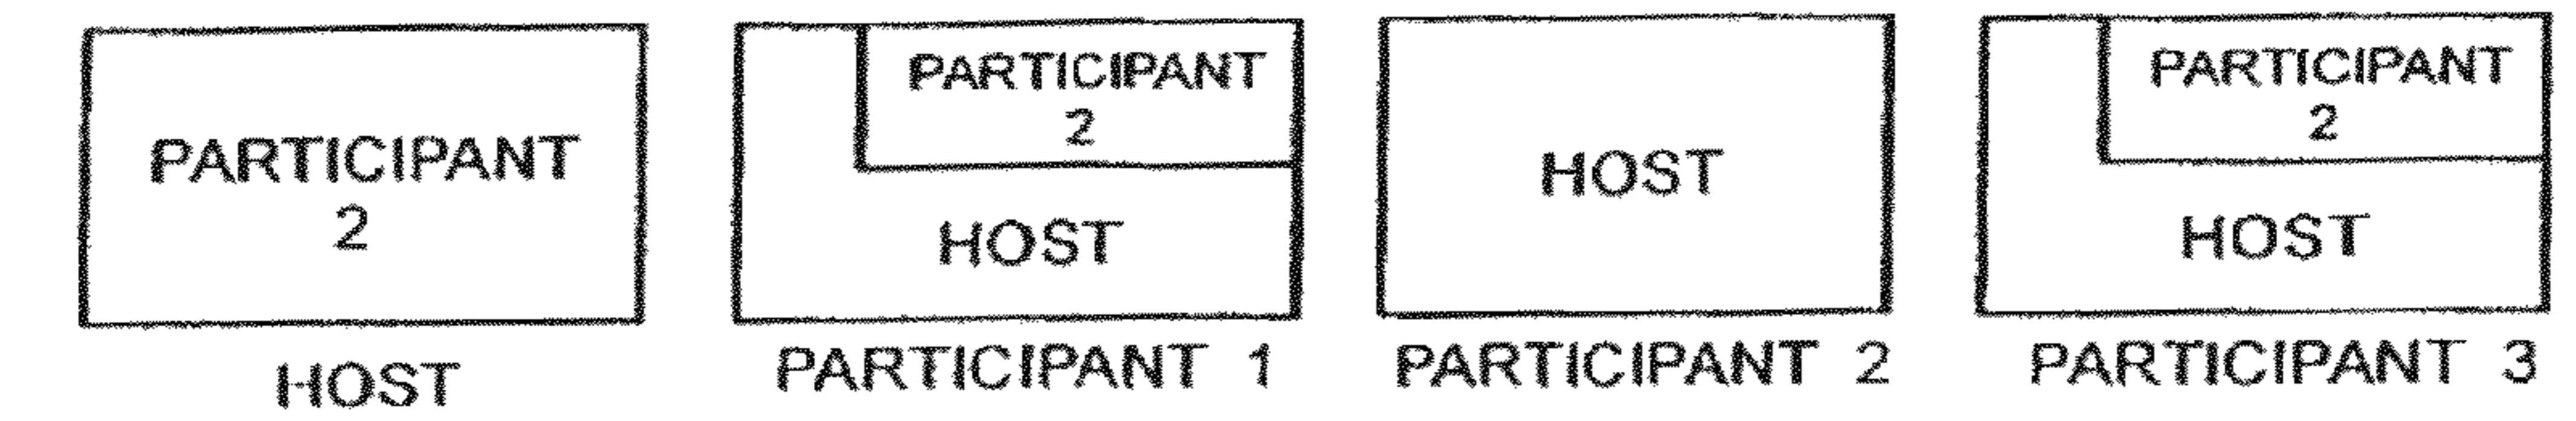 PARTICIPANT
2
HOST
PARTICIPANT
2
HOST
PARTICIPANT 1
HOST
PARTICIPANT 2
PARTICIPANT
2
HOST
PARTICIPANT 3